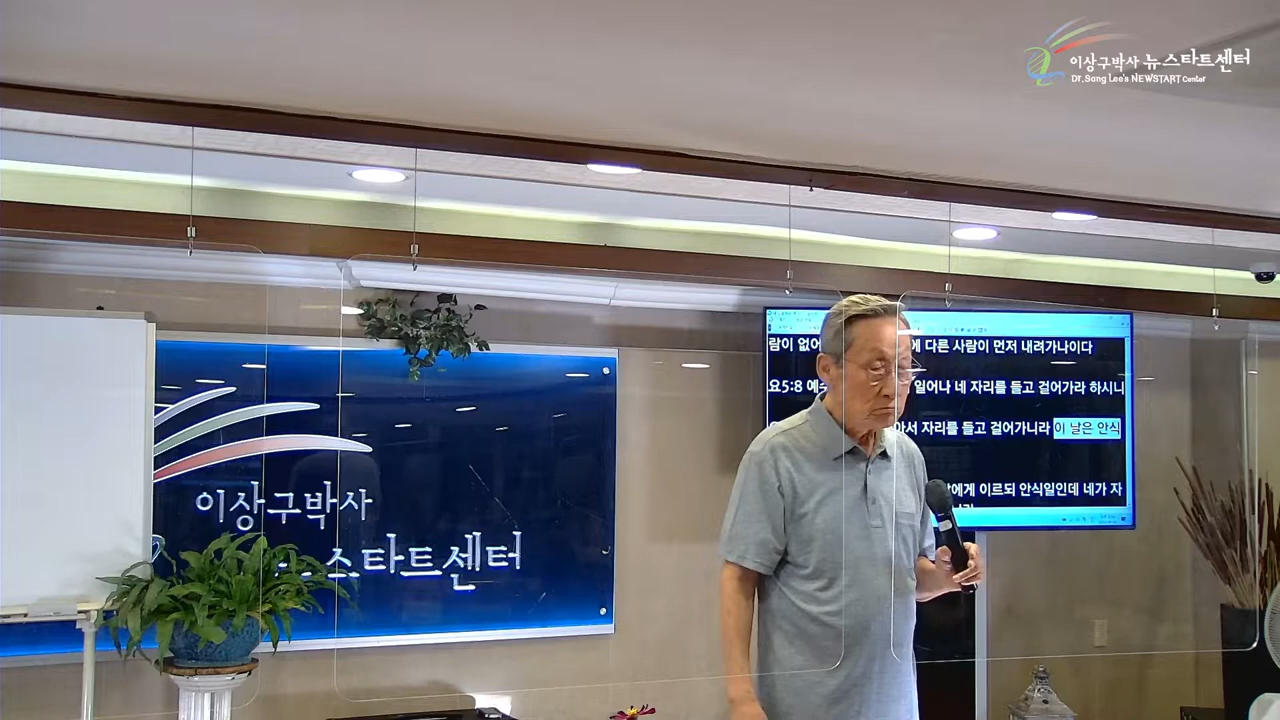 이상구박사 뉴스타트센터
Dr. Sang Lee's NEWSTART Center
람이 없어 에 다른 사람이 먼저 내려가나이다
요5:8 예수 일어나 네 자리를 들고 걸어가라 하시니
아서 자리를 들고 걸어가니라 이 날은 안식
에게 이르되 안식일인데 네가 자
이상구박사
스타트센터